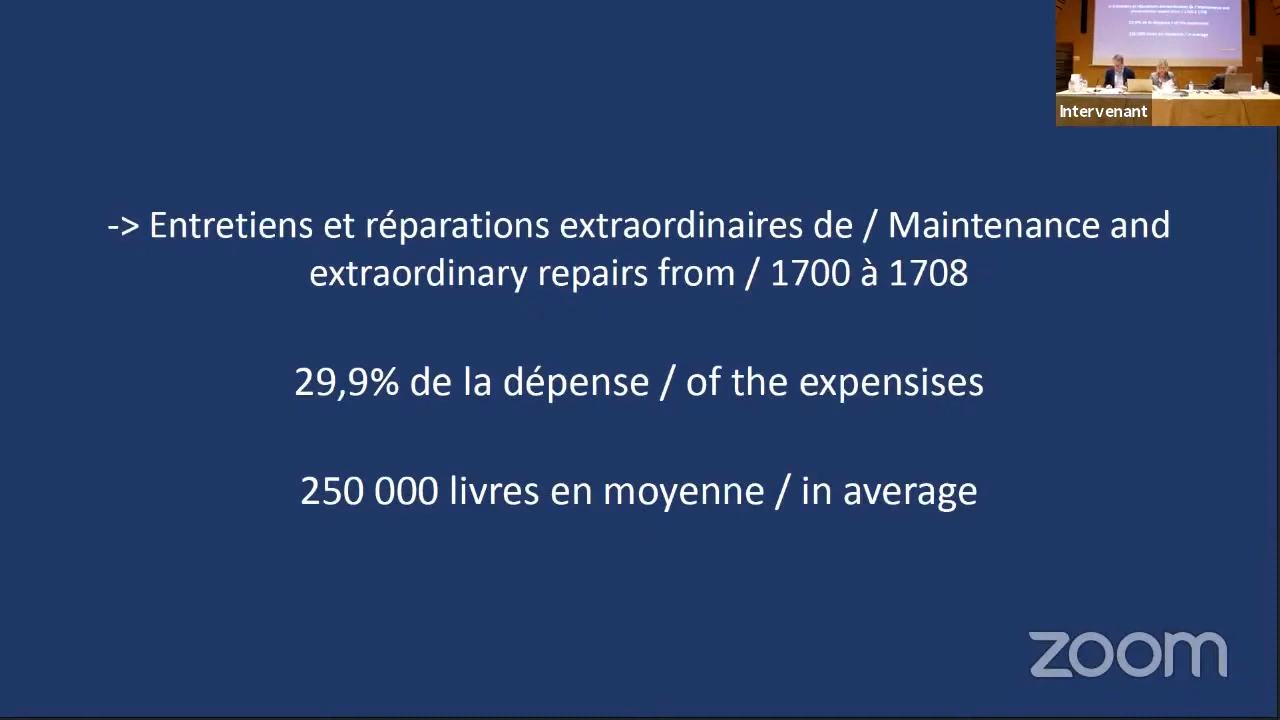 Intervenant
-> Entretiens et réparations extraordinaires de / Maintenance and
extraordinary repairs from / 1700 à 1708
29,9% de la dépense / of the expensises
250 000 livres en moyenne / in average
zoom